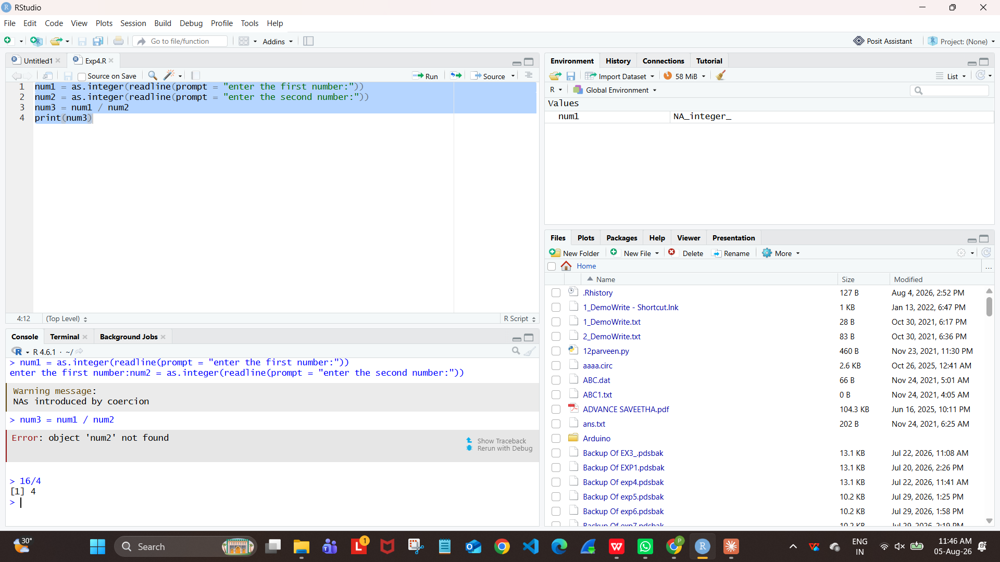 RStudio
File Edit Code View Plots Session Build Debug Profile Tools Help
Go to file/function Addins Posit Assistant Project: (None)
Untitled1 Exp4.R
Source on Save Run Source
1 num1 = as.integer(readline(prompt = "enter the first number:"))
2 num2 = as.integer(readline(prompt = "enter the second number:"))
3 num3 = num1 / num2
4 print(num3)
4:12 (Top Level) R Script
Console Terminal Background Jobs
R 4.6.1 · ~/
> num1 = as.integer(readline(prompt = "enter the first number:"))
enter the first number:num2 = as.integer(readline(prompt = "enter the second number:"))
Warning message:
NAs introduced by coercion
> num3 = num1 / num2
Error: object 'num2' not found
Show Traceback
Rerun with Debug
> 16/4
[1] 4
>
Environment History Connections Tutorial
Import Dataset 58 MiB List
R Global Environment
Values
num1 NA_integer_
Files Plots Packages Help Viewer Presentation
New Folder New File Delete Rename More
Home ...
Name Size Modified
.Rhistory 127 B Aug 4, 2026, 2:52 PM
1_DemoWrite - Shortcut.lnk 1 KB Jan 13, 2022, 6:47 PM
1_DemoWrite.txt 28 B Oct 30, 2021, 6:17 PM
2_DemoWrite.txt 83 B Oct 30, 2021, 6:36 PM
12parveen.py 460 B Nov 23, 2021, 11:30 PM
aaaa.circ 2.6 KB Oct 26, 2025, 12:41 AM
ABC.dat 66 B Nov 24, 2021, 5:01 AM
ABC1.txt 0 B Nov 24, 2021, 4:05 AM
ADVANCE SAVEETHA.pdf 104.3 KB Jun 16, 2025, 10:11 PM
ans.txt 202 B Nov 24, 2021, 6:25 AM
Arduino
Backup Of EX3_.pdsbak 13.1 KB Jul 22, 2026, 11:08 AM
Backup Of EXP1.pdsbak 13.1 KB Jul 20, 2026, 2:26 PM
Backup Of exp4.pdsbak 13.1 KB Jul 22, 2026, 11:41 AM
Backup Of exp5.pdsbak 10.2 KB Jul 29, 2026, 1:25 PM
Backup Of exp6.pdsbak 10.2 KB Jul 29, 2026, 1:58 PM
Backup Of exp7.pdsbak 10.2 KB Jul 29, 2026, 2:19 PM
30° Search 1 ENG 11:46 AM
IN 05-Aug-26